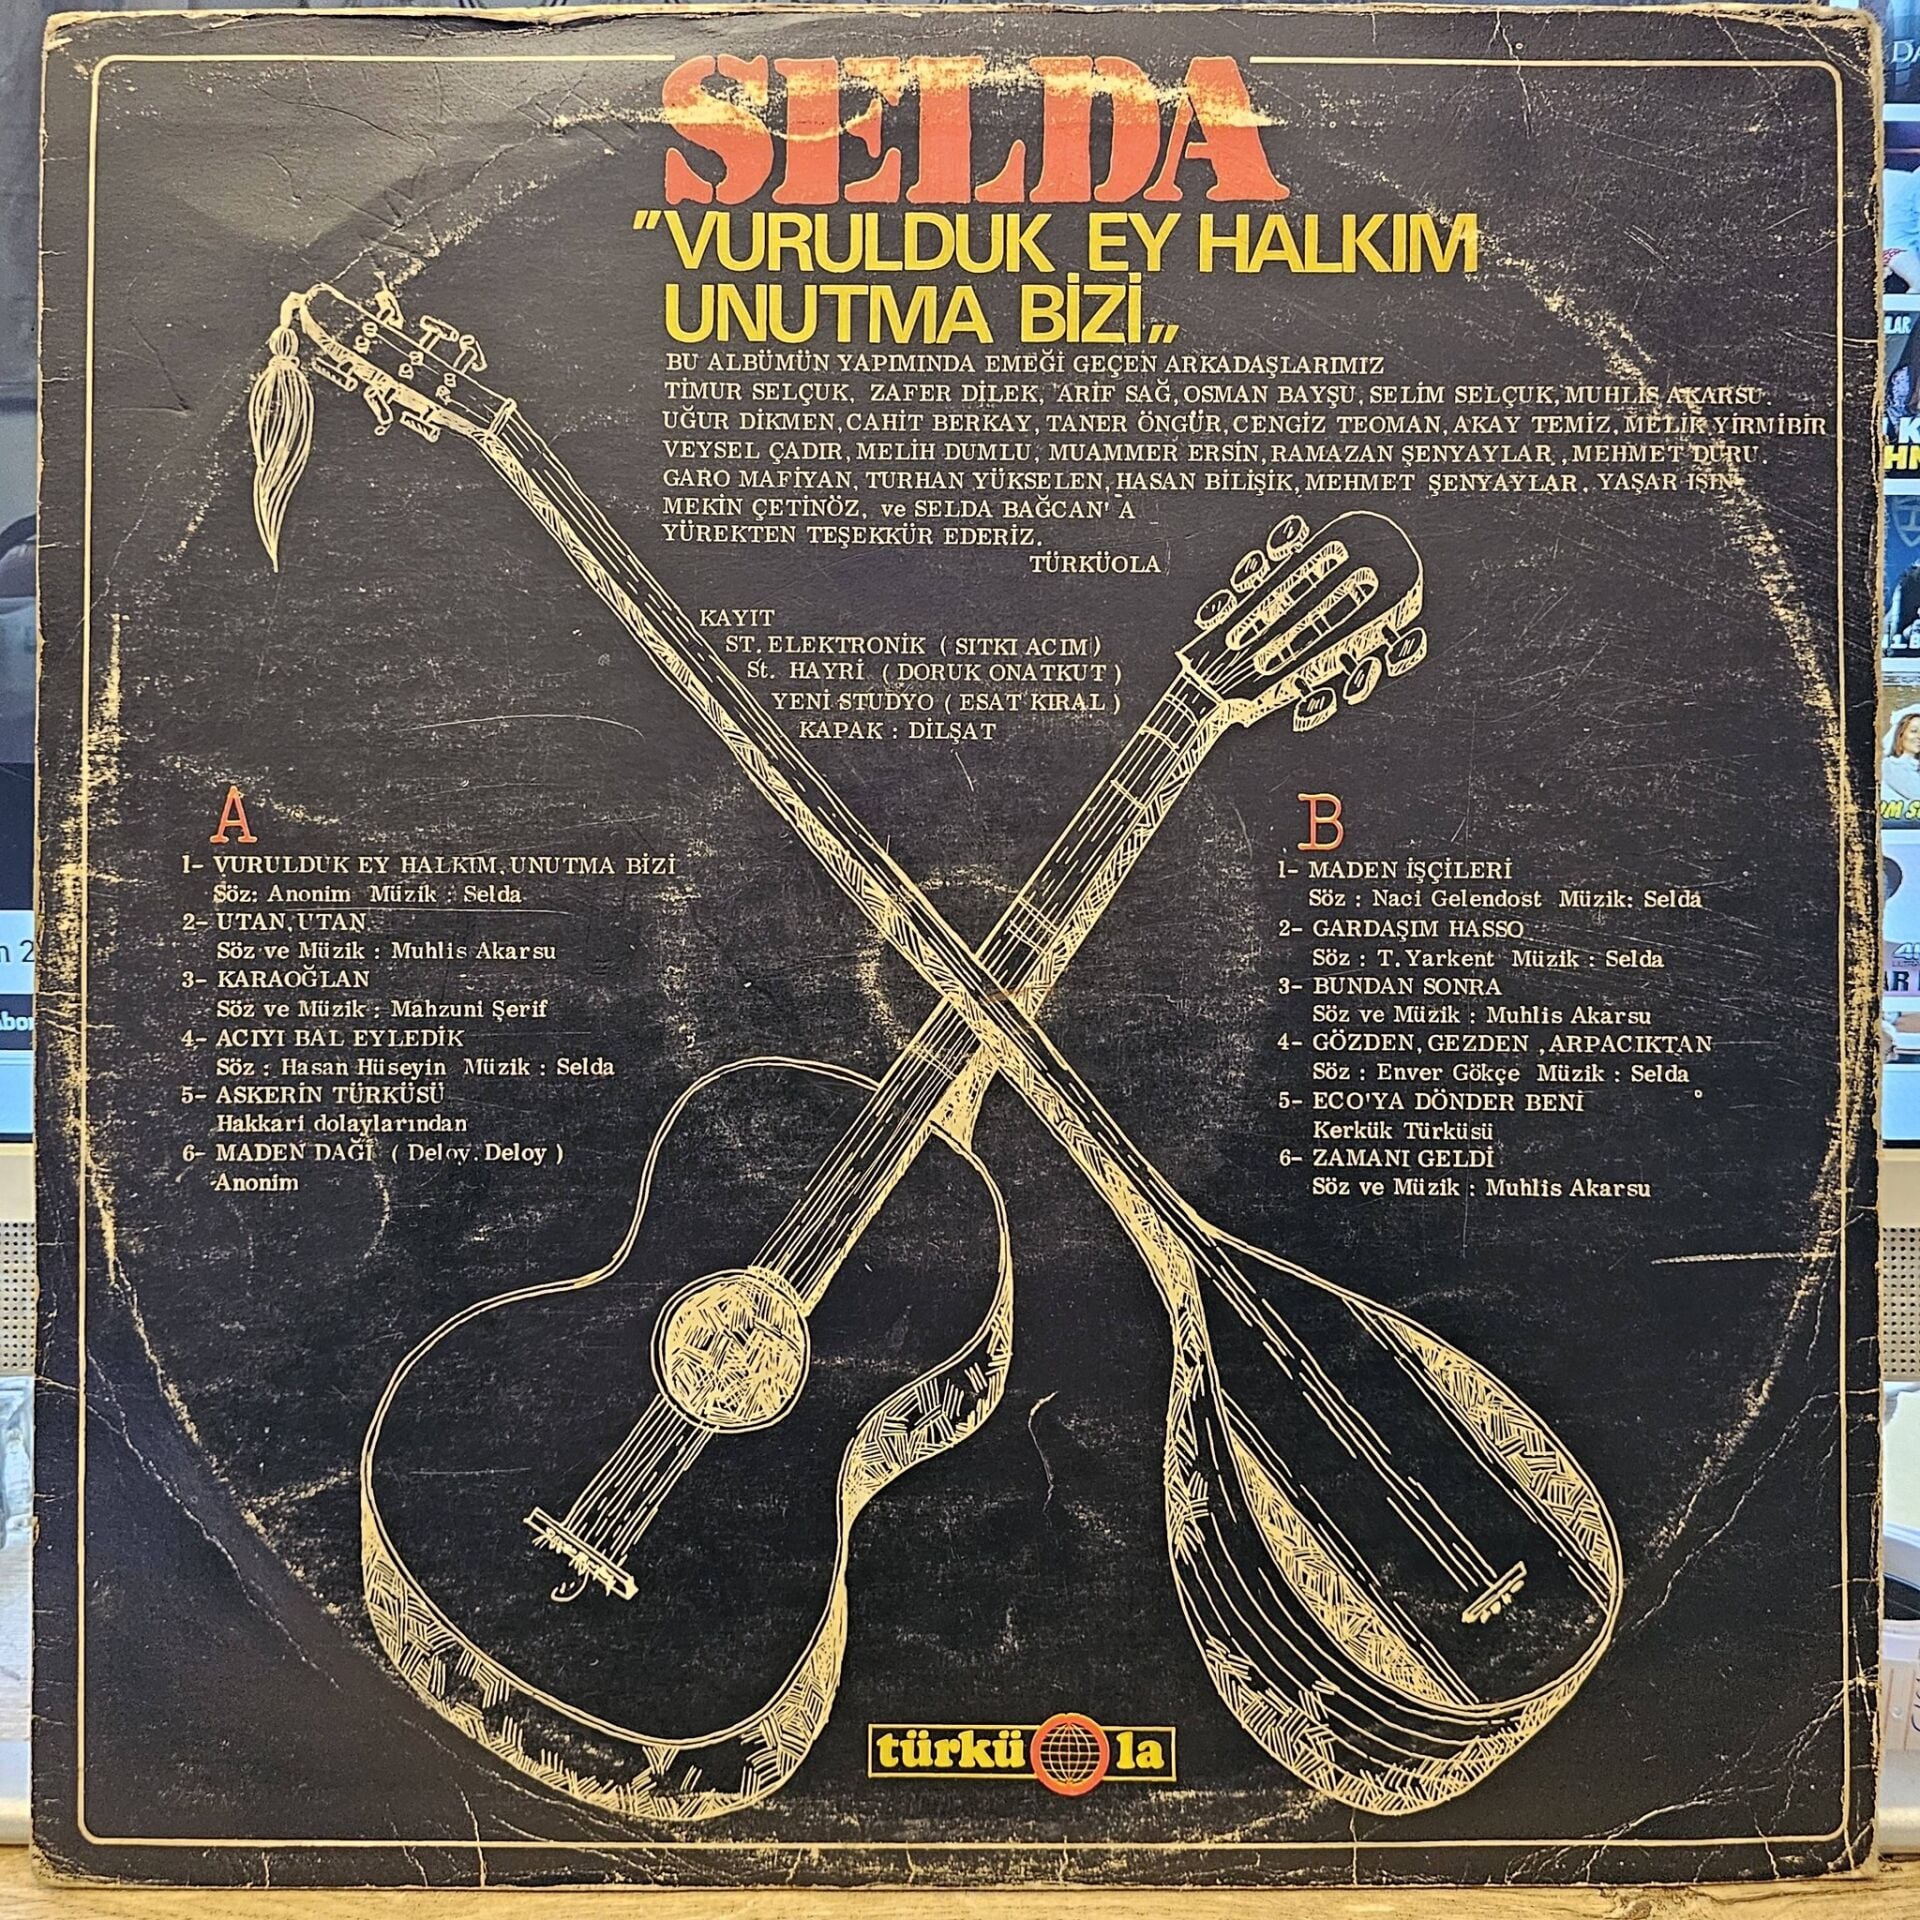 SELDA
"VURULDUK EY HALKIM
UNUTMA BİZİ„
BU ALBÜMÜN YAPIMINDA EMEĞİ GEÇEN ARKADAŞLARIMIZ
TİMUR SELÇUK, ZAFER DİLEK, ARİF SAĞ, OSMAN BAYŞU, SELİM SELÇUK, MUHLİS AKARSU.
UĞUR DİKMEN, CAHİT BERKAY, TANER ÖNGÜR, CENGİZ TEOMAN, AKAY TEMİZ, MELİK YİRMİBİR
VEYSEL ÇADIR, MELİH DUMLU, MUAMMER ERSİN, RAMAZAN ŞENYAYLAR, MEHMET DURU.
GARO MAFİYAN, TURHAN YÜKSELEN, HASAN BİLİŞİK, MEHMET ŞENYAYLAR, YAŞAR IŞIN
MEKİN ÇETİNÖZ, ve SELDA BAĞCAN'A
YÜREKTEN TEŞEKKÜR EDERİZ.
TÜRKÜOLA
KAYIT
ST. ELEKTRONİK (SITKI ACIM)
St. HAYRİ (DORUK ONATKUT)
YENİ STÜDYO (ESAT KIRAL)
KAPAK : DİLŞAT
A
1- VURULDUK EY HALKIM, UNUTMA BİZİ
Söz: Anonim Müzik : Selda
2- UTAN, UTAN
Söz ve Müzik : Muhlis Akarsu
3- KARAOĞLAN
Söz ve Müzik : Mahzuni Şerif
4- ACIYI BAL EYLEDİK
Söz : Hasan Hüseyin Müzik : Selda
5- ASKERİN TÜRKÜSÜ
Hakkari dolaylarından
6- MADEN DAĞI (Deloy, Deloy)
Anonim
B
1- MADEN İŞÇİLERİ
Söz : Naci Gelendost Müzik: Selda
2- GARDAŞIM HASSO
Söz : T. Yarkent Müzik : Selda
3- BUNDAN SONRA
Söz ve Müzik : Muhlis Akarsu
4- GÖZDEN, GEZDEN, ARPACIKTAN
Söz : Enver Gökçe Müzik : Selda
5- ECO'YA DÖNDER BENİ
Kerkük Türküsü
6- ZAMANI GELDİ
Söz ve Müzik : Muhlis Akarsu
türküola